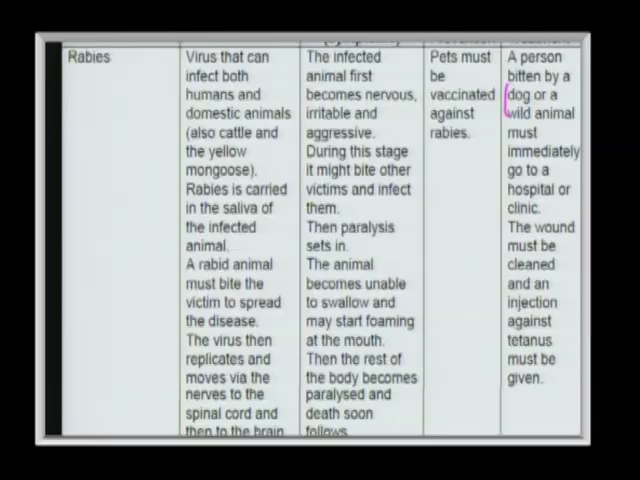 Rabies
Virus that can
infect both
humans and
domestic animals
(also cattle and
the yellow
mongoose).
Rabies is carried
in the saliva of
the infected
animal.
A rabid animal
must bite the
victim to spread
the disease.
The virus then
replicates and
moves via the
nerves to the
spinal cord and
then to the brain
The infected
animal first
becomes nervous,
irritable and
aggressive.
During this stage
it might bite other
victims and infect
them.
Then paralysis
sets in.
The animal
becomes unable
to swallow and
may start foaming
at the mouth.
Then the rest of
the body becomes
paralysed and
death soon
follows
Pets must
be
vaccinated
against
rabies.
A person
bitten by a
dog or a
wild animal
must
immediately
go to a
hospital or
clinic.
The wound
must be
cleaned
and an
injection
against
tetanus
must be
given.